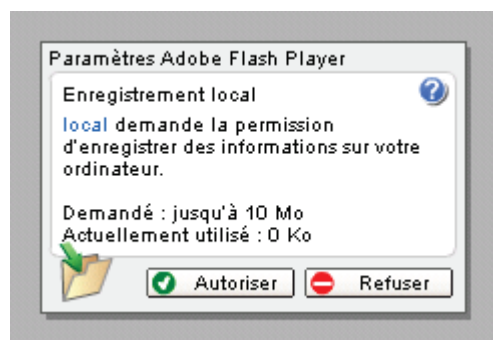 Paramètres Adobe Flash Player
Enregistrement local
?
local demande la permission
d'enregistrer des informations sur votre
ordinateur.
Demandé : jusqu'à 10 Mo
Actuellement utilisé : 0 Ko
Autoriser
Refuser